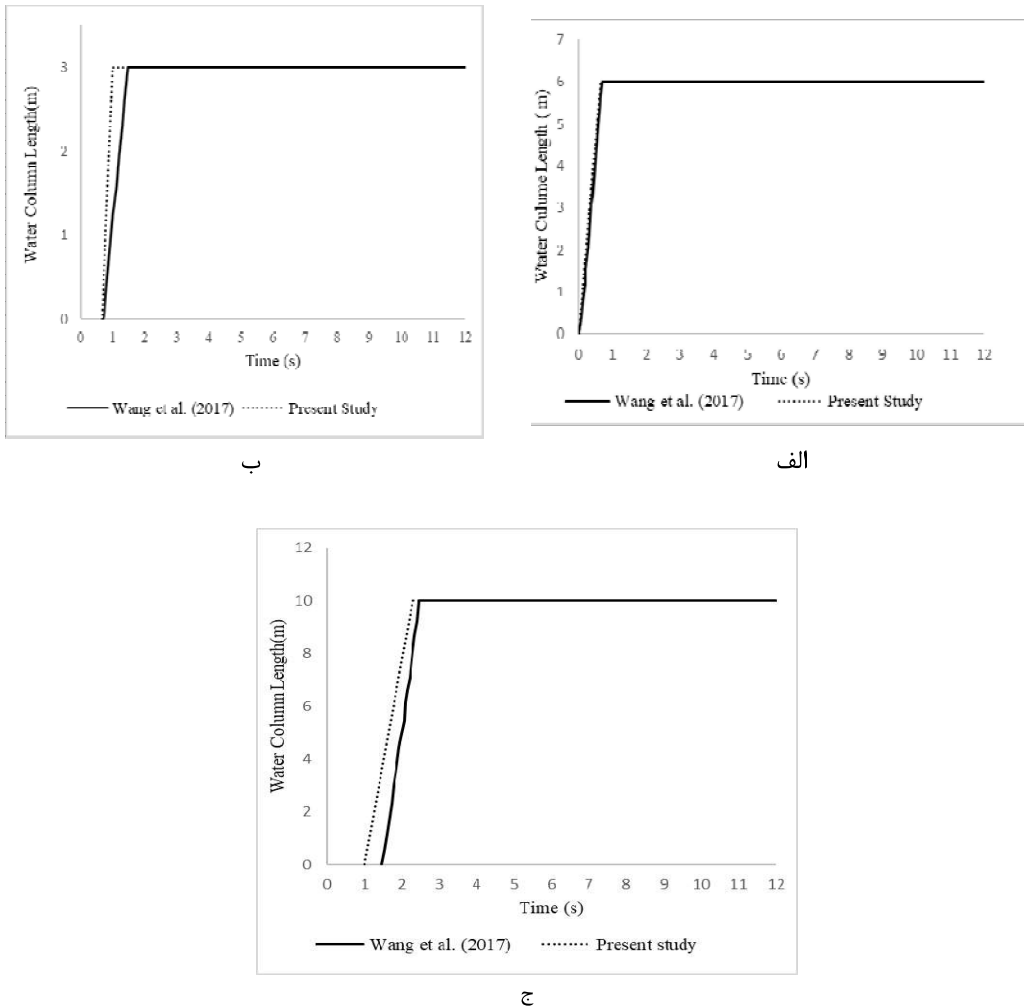 3
2
1
0
Water Column Length(m)
0 1 2 3 4 5 6 7 8 9 10 11 12
Time (s)
Wang et al. (2017) Present Study
ب
7
6
5
4
3
2
1
0
Wtater Culume Length ( m)
0 1 2 3 4 5 6 7 8 9 10 11 12
Time (s)
Wang et al. (2017) Present Study
الف
12
10
8
6
4
2
0
Water Column Length(m)
0 1 2 3 4 5 6 7 8 9 10 11 12
Time (s)
Wang et al. (2017) Present study
ج